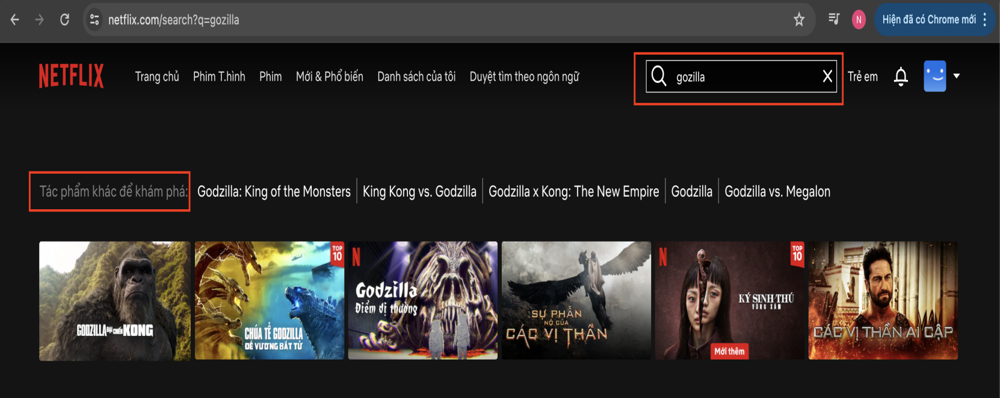 netflix.com/search?q=gozilla
N
Hiện đã có Chrome mới
NETFLIX
Trang chủ
Phim T.hình
Phim
Mới & Phổ biến
Danh sách của tôi
Duyệt tìm theo ngôn ngữ
gozilla
Trẻ em
Tác phẩm khác để khám phá:
Godzilla: King of the Monsters
King Kong vs. Godzilla
Godzilla x Kong: The New Empire
Godzilla
Godzilla vs. Megalon
GODZILLA ĐẠI CHIẾN KONG
TOP
10
CHÚA TỂ GODZILLA
ĐẾ VƯƠNG BẤT TỬ
N
Godzilla
Điểm dị thường
SỰ PHẪN
NỘ CỦA
CÁC VỊ THẦN
N
TOP
10
KÝ SINH THÚ
VÙNG XÁM
Mới thêm
CÁC VỊ THẦN AI CẬP